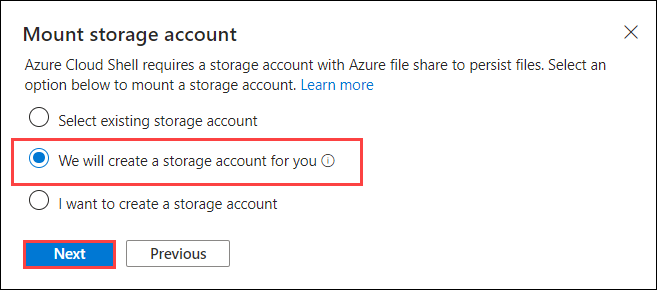 Mount storage account
Azure Cloud Shell requires a storage account with Azure file share to persist files. Select an
option below to mount a storage account. Learn more
Select existing storage account
We will create a storage account for you
I want to create a storage account
Next
Previous